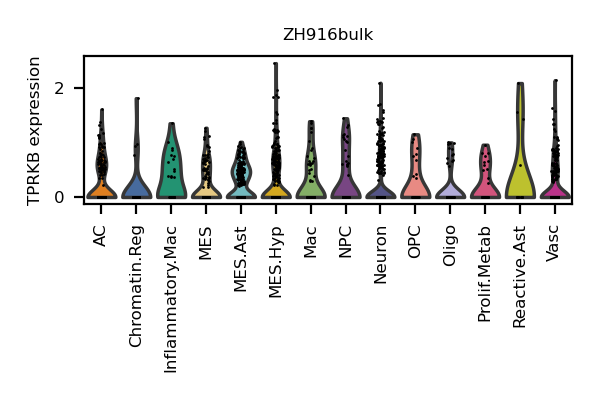 ZH916bulk
TPRKB expression
2
0
AC
Chromatin.Reg
Inflammatory.Mac
MES
MES.Ast
MES.Hyp
Mac
NPC
Neuron
OPC
Oligo
Prolif.Metab
Reactive.Ast
Vasc